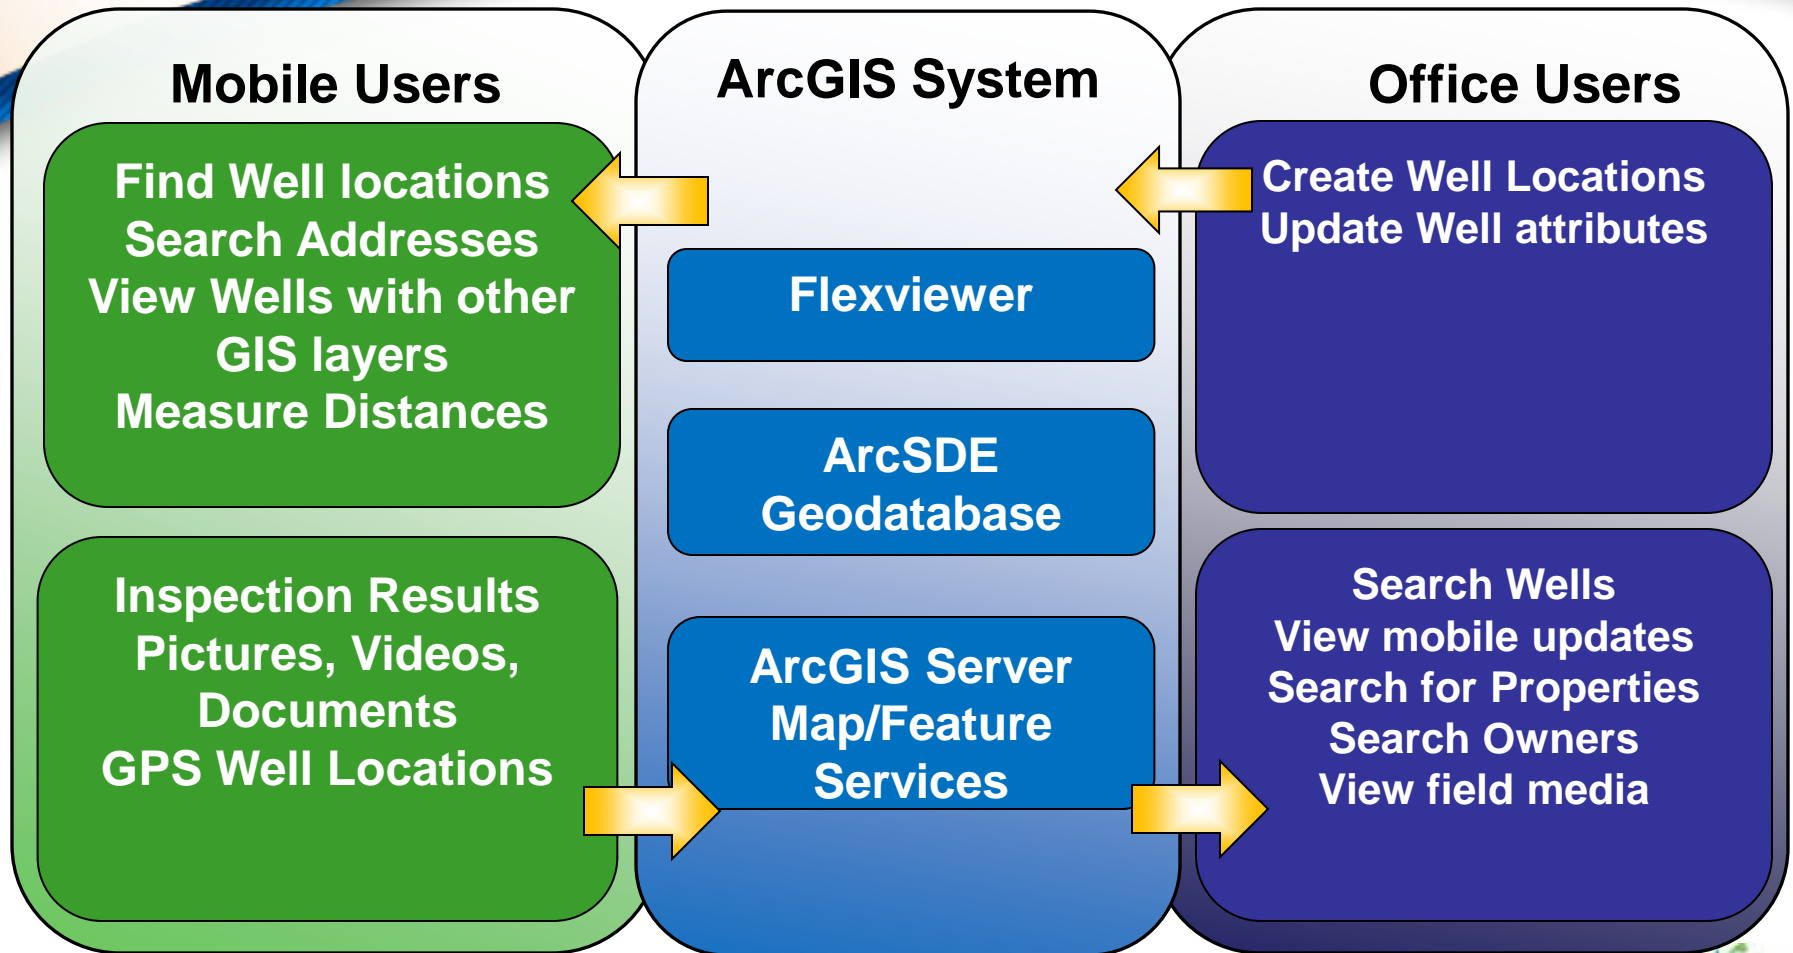 Mobile Users
Find Well locations
Search Addresses
View Wells with other
GIS layers
Measure Distances
Inspection Results
Pictures, Videos,
Documents
GPS Well Locations
ArcGIS System
Flexviewer
ArcSDE
Geodatabase
ArcGIS Server
Map/Feature
Services
Office Users
Create Well Locations
Update Well attributes
Search Wells
View mobile updates
Search for Properties
Search Owners
View field media